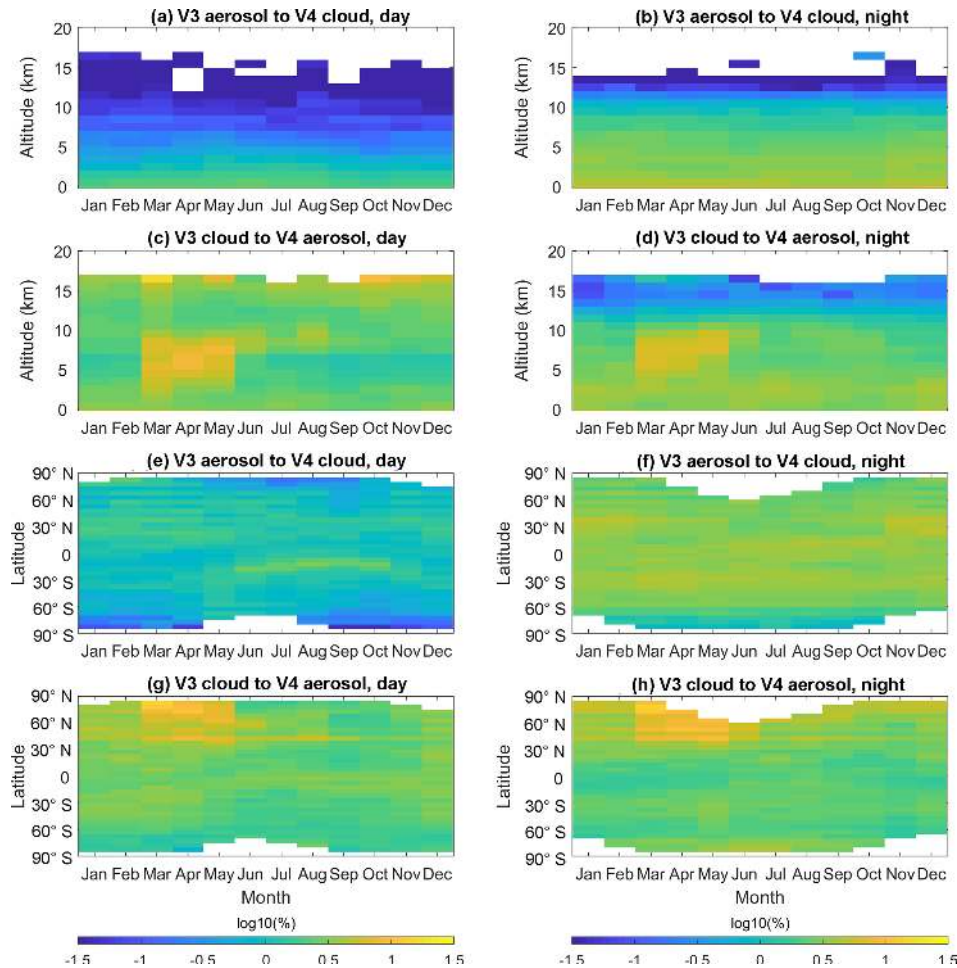 (a) V3 aerosol to V4 cloud, day
(b) V3 aerosol to V4 cloud, night
20
15
10
5
0
Altitude (km)
Jan Feb Mar Apr May Jun Jul Aug Sep Oct Nov Dec
20
15
10
5
0
Altitude (km)
Jan Feb Mar Apr May Jun Jul Aug Sep Oct Nov Dec
(c) V3 cloud to V4 aerosol, day
(d) V3 cloud to V4 aerosol, night
20
15
10
5
0
Altitude (km)
Jan Feb Mar Apr May Jun Jul Aug Sep Oct Nov Dec
20
15
10
5
0
Altitude (km)
Jan Feb Mar Apr May Jun Jul Aug Sep Oct Nov Dec
(e) V3 aerosol to V4 cloud, day
(f) V3 aerosol to V4 cloud, night
90° N
60° N
30° N
0
30° S
60° S
90° S
Latitude
Jan Feb Mar Apr May Jun Jul Aug Sep Oct Nov Dec
90° N
60° N
30° N
0
30° S
60° S
90° S
Latitude
Jan Feb Mar Apr May Jun Jul Aug Sep Oct Nov Dec
(g) V3 cloud to V4 aerosol, day
(h) V3 cloud to V4 aerosol, night
90° N
60° N
30° N
0
30° S
60° S
90° S
Latitude
Jan Feb Mar Apr May Jun Jul Aug Sep Oct Nov Dec
Month
90° N
60° N
30° N
0
30° S
60° S
90° S
Latitude
Jan Feb Mar Apr May Jun Jul Aug Sep Oct Nov Dec
Month
log10(%)
-1.5 -1 -0.5 0 0.5 1 1.5
log10(%)
-1.5 -1 -0.5 0 0.5 1 1.5